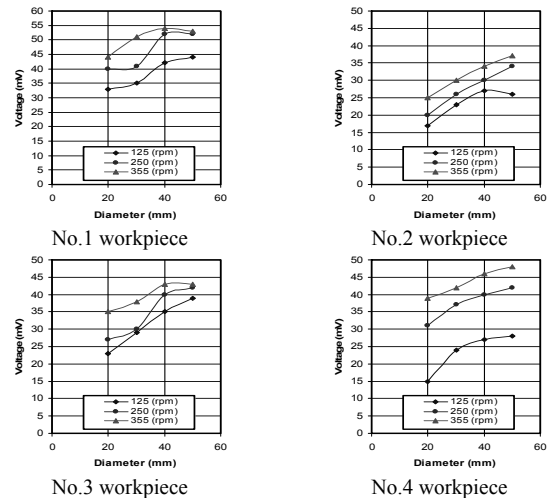 60
55
50
45
40
35
30
25
20
15
10
5
0
Voltage (mV)
125 (rpm)
250 (rpm)
355 (rpm)
0 20 40 60
Diameter (mm)
No.1 workpiece
50
45
40
35
30
25
20
15
10
5
0
Voltage (mV)
125 (rpm)
250 (rpm)
355 (rpm)
0 20 40 60
Diameter (mm)
No.2 workpiece
50
45
40
35
30
25
20
15
10
5
0
Voltage (mV)
125 (rpm)
250 (rpm)
355 (rpm)
0 20 40 60
Diameter (mm)
No.3 workpiece
50
45
40
35
30
25
20
15
10
5
0
Voltage (mV)
125 (rpm)
250 (rpm)
355 (rpm)
0 20 40 60
Diameter (mm)
No.4 workpiece